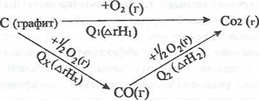 +O₂ (г)
C (графит) Co₂ (г)
Q₁(ΔrH₁)
+½O₂(г)
Qx(ΔrHx)
+½O₂(г)
Q₂(ΔrH₂)
CO(г)